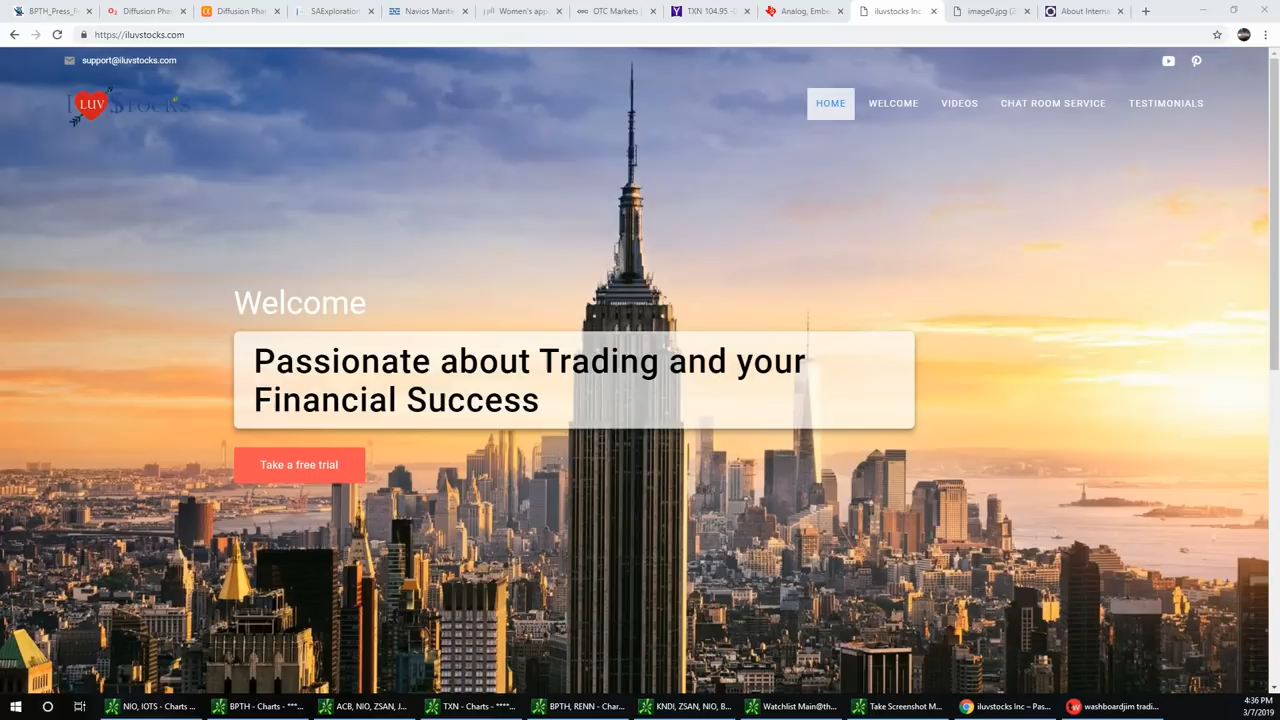 BPTH_Press_R
Diffusion Pha
Diffusion Pha
SAExploration
Navios Mariti
Women's app
OTC Markets |
TXN 104.95 -
Analog, Embe
iluvstocks Inc
image0.jpg (2
About Interna
https://iluvstocks.com
support@iluvstocks.com
I LUV $TOCKS
HOME
WELCOME
VIDEOS
CHAT ROOM SERVICE
TESTIMONIALS
Welcome
Passionate about Trading and your
Financial Success
Take a free trial
NIO, IOTS - Charts ...
BPTH - Charts - ****...
ACB, NIO, ZSAN, J...
TXN - Charts - ****...
BPTH, RENN - Char...
KNDI, ZSAN, NIO, B...
Watchlist Main@th...
Take Screenshot M...
iluvstocks Inc ~ Pas...
washboardjim tradi...
4:36 PM
3/7/2019